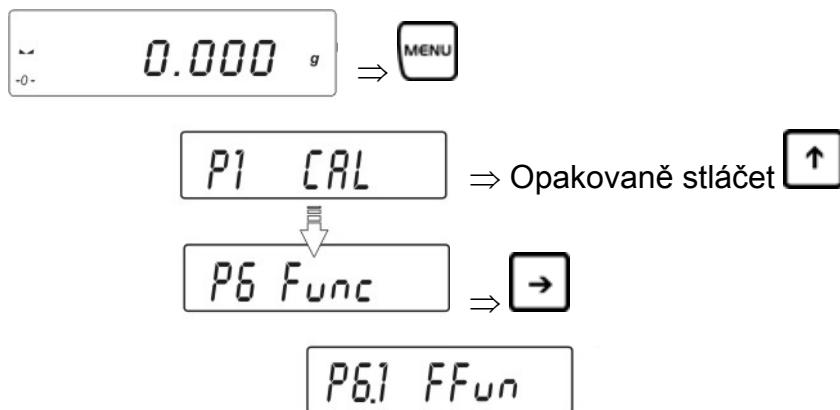 -0- 0.000 g ⇒ MENU
P1 CAL ⇒ Opakovaně stláčet ↑
P6 Func ⇒ →
P6.1 FFun